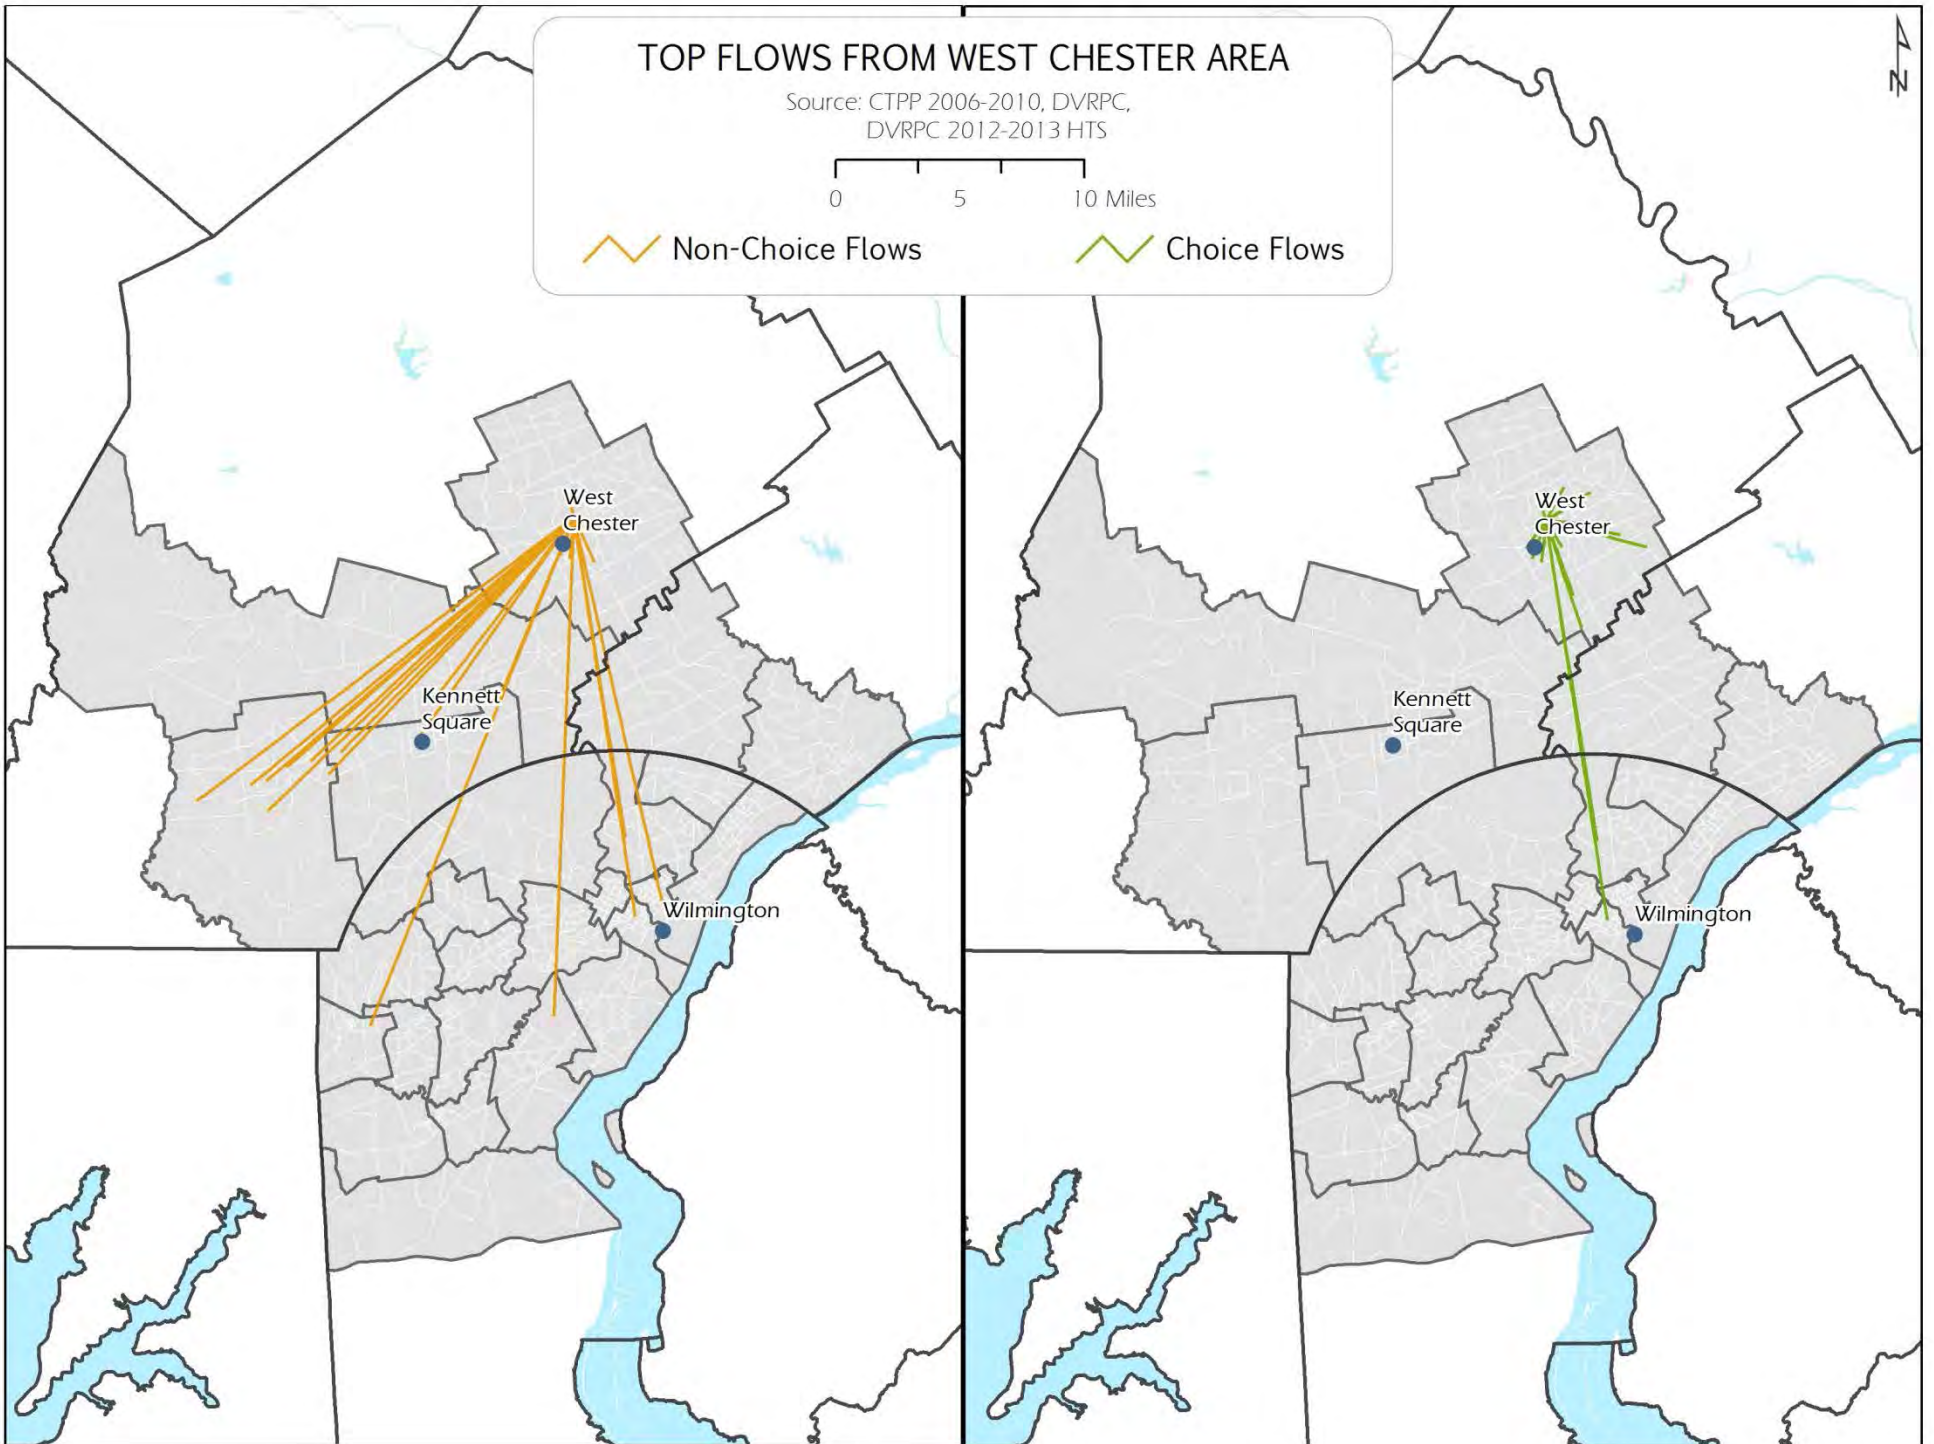 TOP FLOWS FROM WEST CHESTER AREA
Source: CTPP 2006-2010, DVRPC,
DVRPC 2012-2013 HTS
0 5 10 Miles
Non-Choice Flows Choice Flows
N
West
Chester
Kennett
Square
Wilmington
West
Chester
Kennett
Square
Wilmington